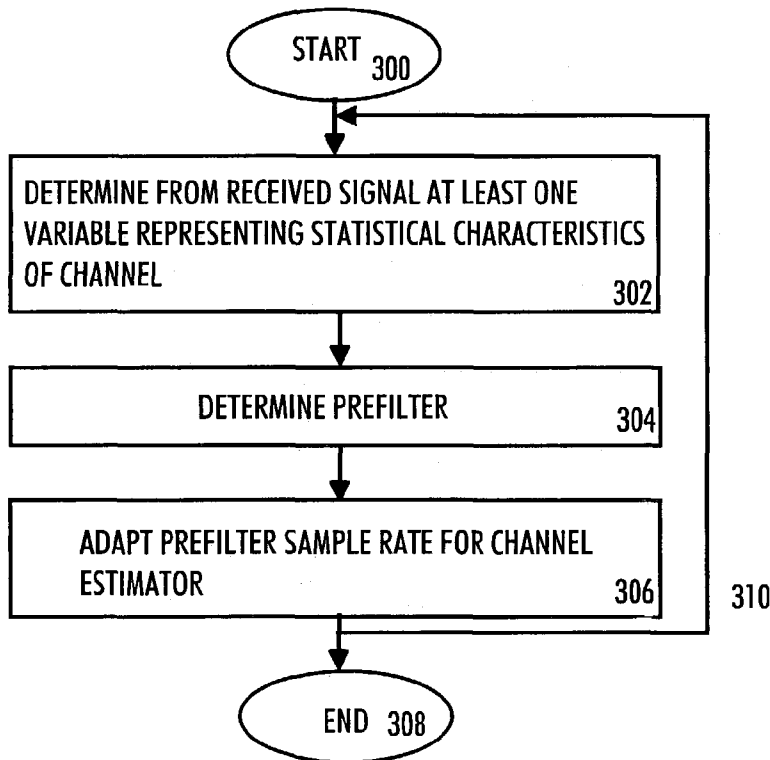 START 300
DETERMINE FROM RECEIVED SIGNAL AT LEAST ONE
VARIABLE REPRESENTING STATISTICAL CHARACTERISTICS
OF CHANNEL
302
DETERMINE PREFILTER
304
ADAPT PREFILTER SAMPLE RATE FOR CHANNEL
ESTIMATOR
306
310
END 308